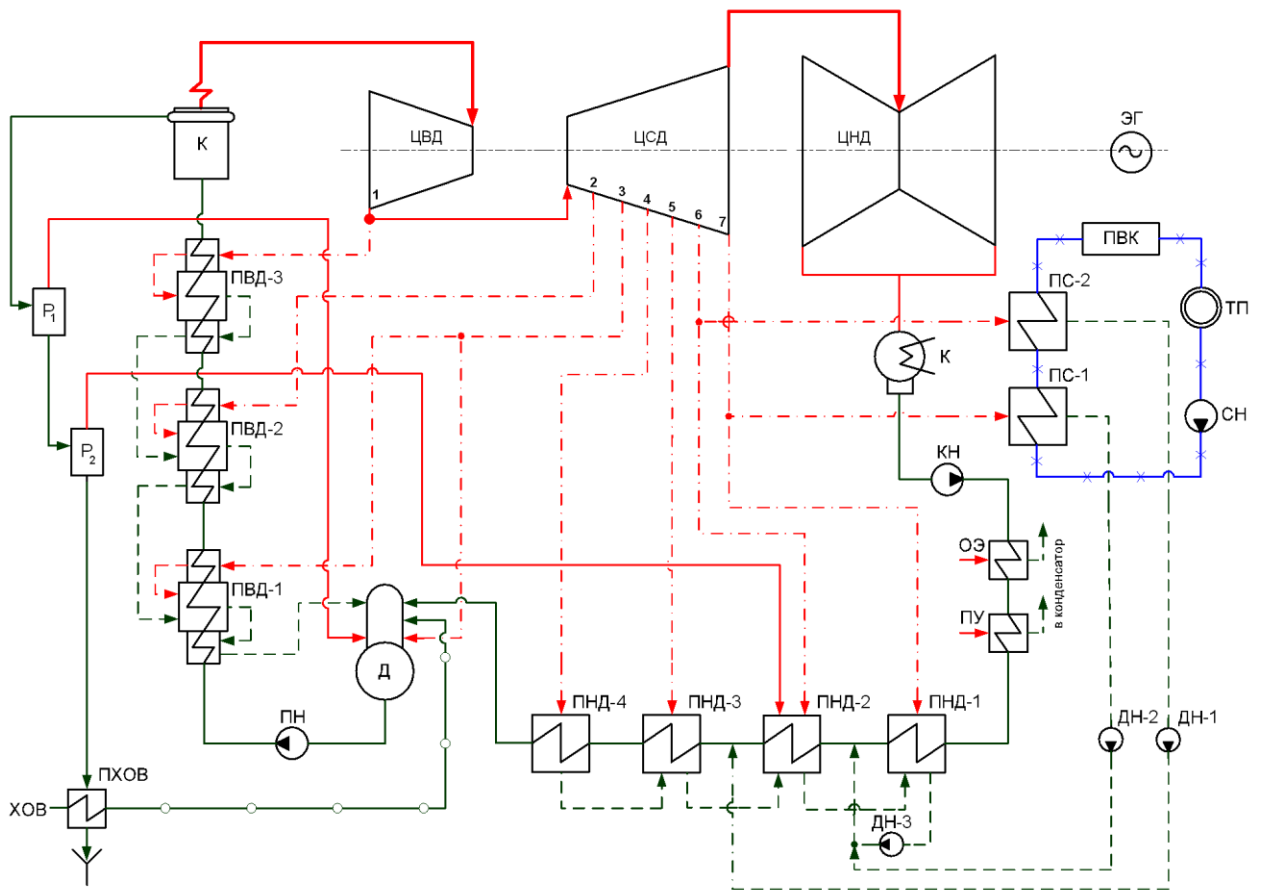 ЭГ
ЦВД
ЦСД
ЦНД
К
1
2
3
4
5
6
7
ПВК
ПВД-3
ПС-2
Р1
ТП
К
ПС-1
ПВД-2
СН
Р2
КН
ОЭ
в конденсатор
ПВД-1
ПУ
Д
ПН
ПНД-4
ПНД-3
ПНД-2
ПНД-1
ДН-2
ДН-1
ПХОВ
ХОВ
ДН-3